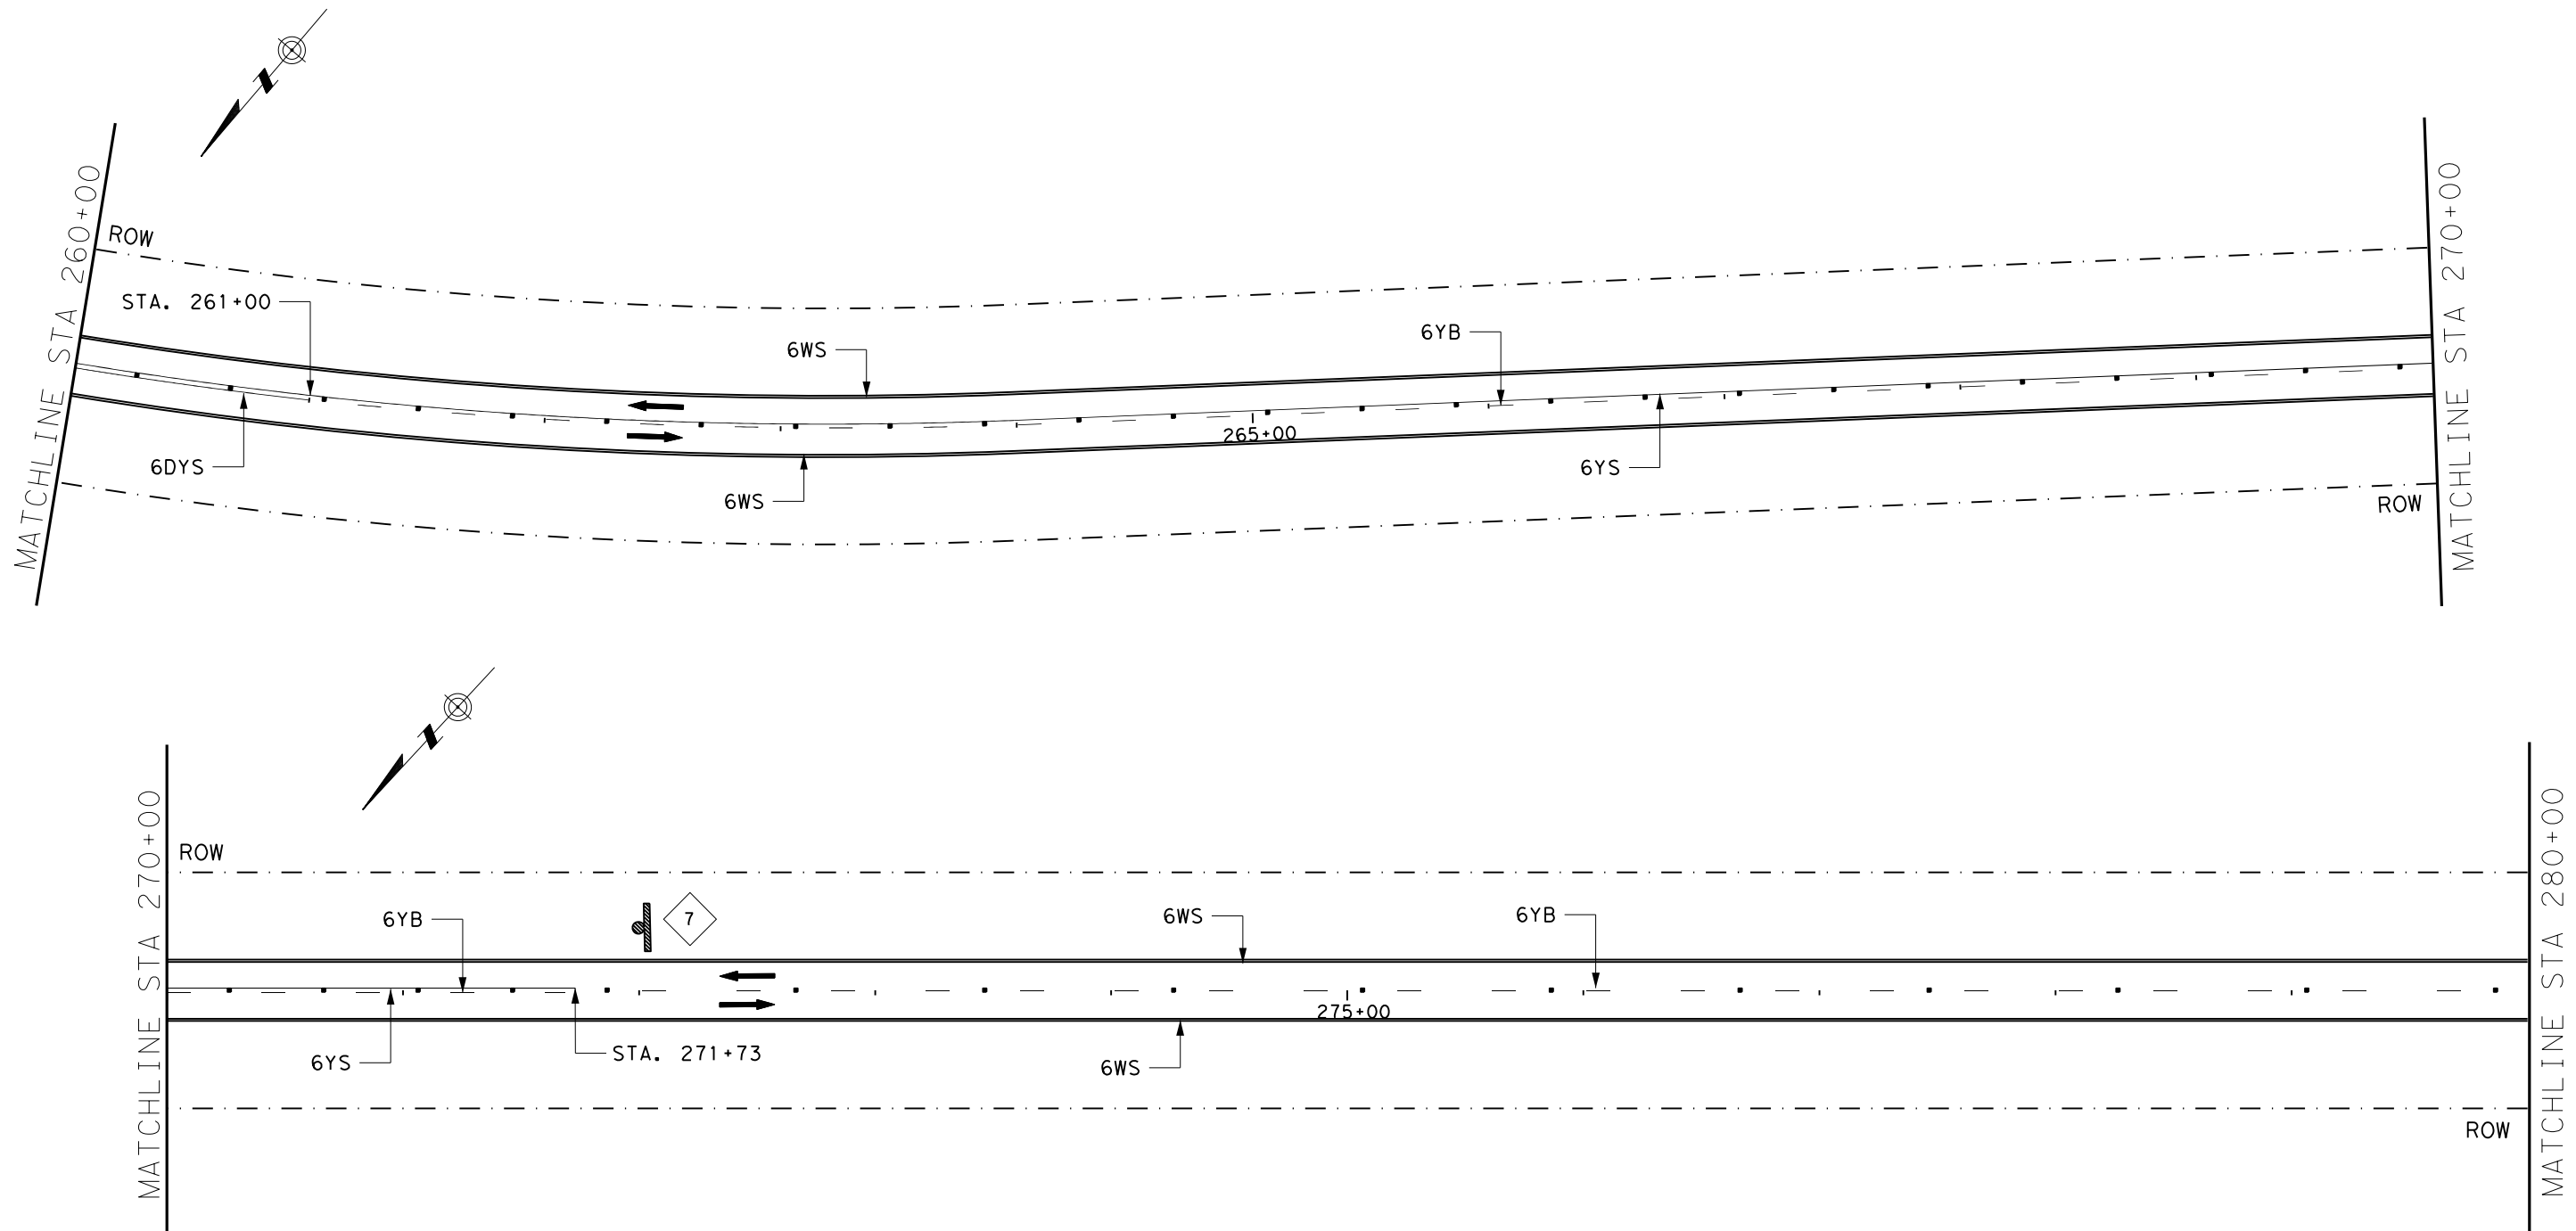 MATCHLINE STA 260+00
ROW
STA. 261+00
6WS
6YB
6DYS
6WS
265+00
6YS
ROW
MATCHLINE STA 270+00
MATCHLINE STA 270+00
ROW
6YB
7
6WS
6YB
275+00
6YS
STA. 271+73
6WS
ROW
MATCHLINE STA 280+00